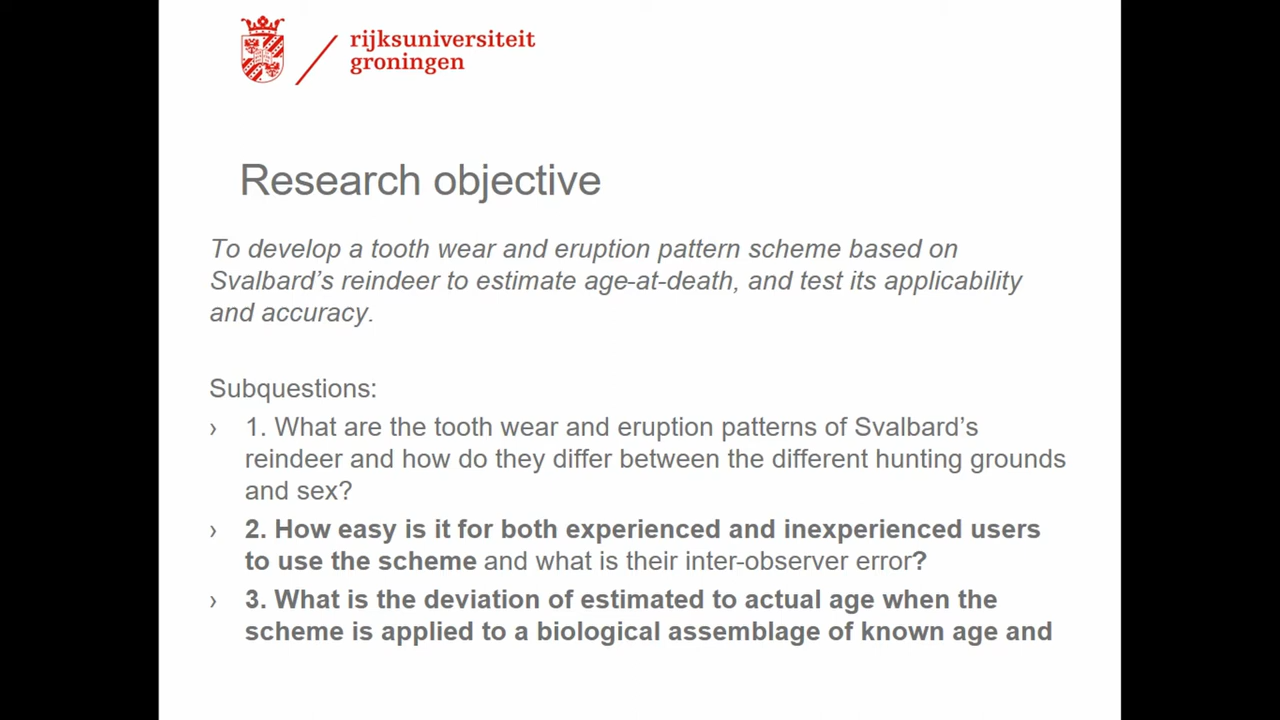 rijksuniversiteit
groningen
Research objective
To develop a tooth wear and eruption pattern scheme based on
Svalbard’s reindeer to estimate age-at-death, and test its applicability
and accuracy.
Subquestions:
› 1. What are the tooth wear and eruption patterns of Svalbard’s
reindeer and how do they differ between the different hunting grounds
and sex?
› 2. How easy is it for both experienced and inexperienced users
to use the scheme and what is their inter-observer error?
› 3. What is the deviation of estimated to actual age when the
scheme is applied to a biological assemblage of known age and